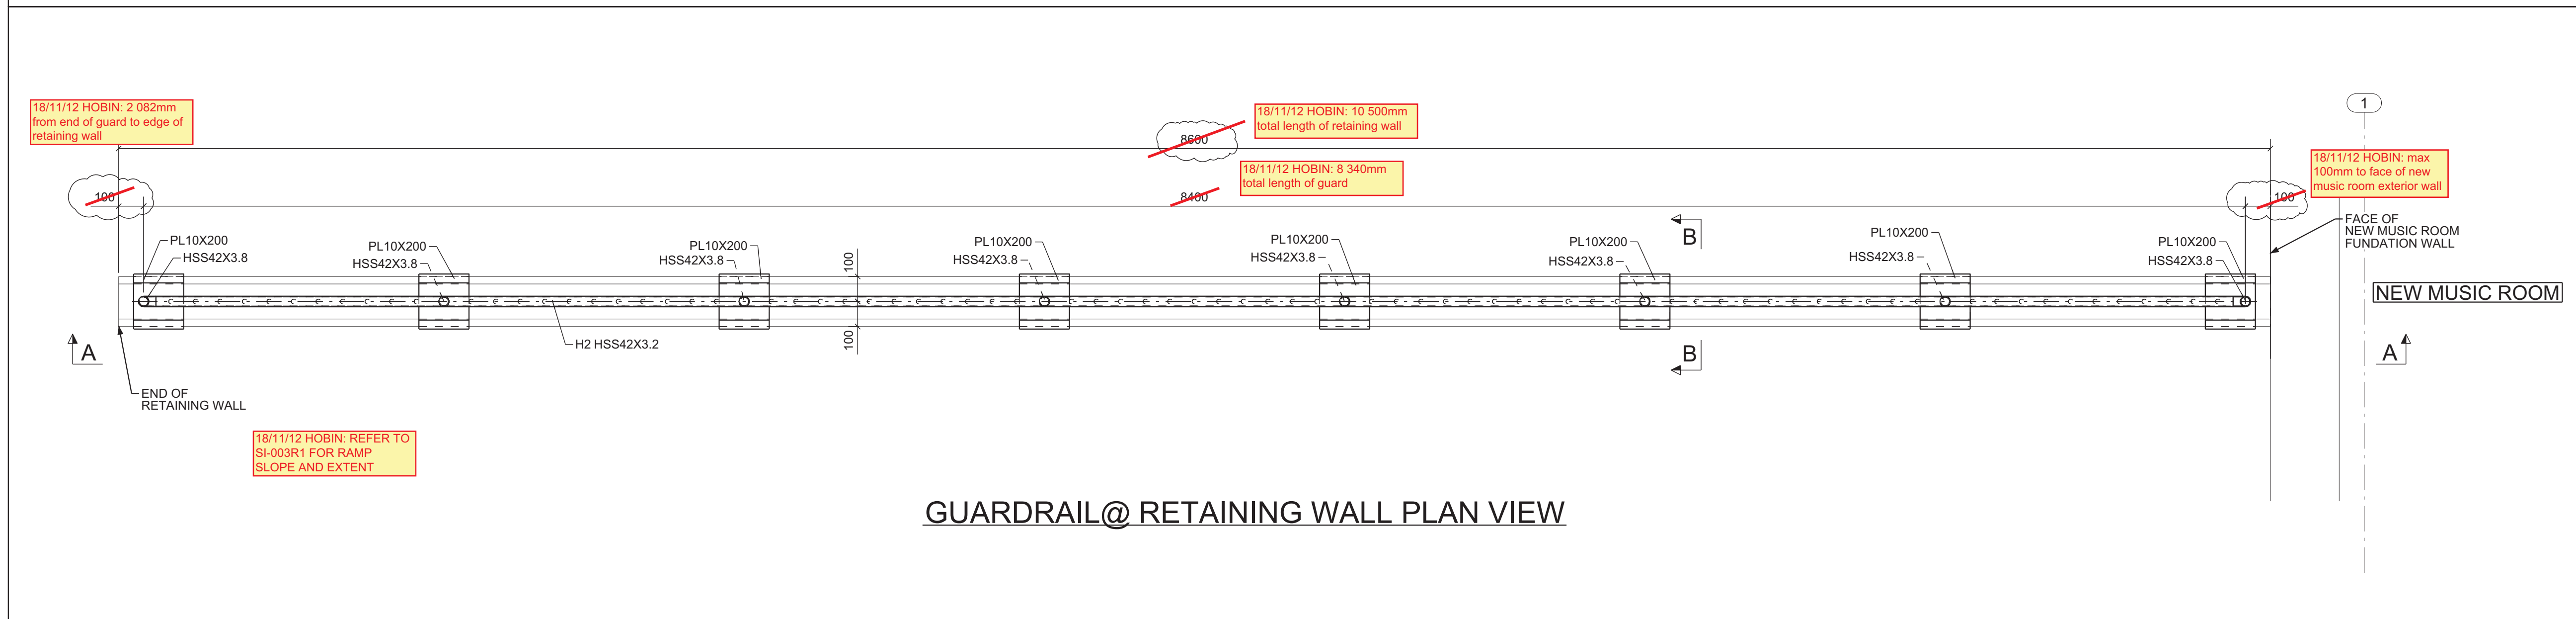 18/11/12 HOBIN: 2 082mm
from end of guard to edge of
retaining wall
18/11/12 HOBIN: 10 500mm
total length of retaining wall
8600
1
18/11/12 HOBIN: 8 340mm
total length of guard
8400
18/11/12 HOBIN: max
100mm to face of new
music room exterior wall
100
100
FACE OF
NEW MUSIC ROOM
FUNDATION WALL
PL10X200
HSS42X3.8
PL10X200
HSS42X3.8
PL10X200
HSS42X3.8
100
PL10X200
HSS42X3.8
PL10X200
HSS42X3.8
B
PL10X200
HSS42X3.8
PL10X200
HSS42X3.8
PL10X200
HSS42X3.8
NEW MUSIC ROOM
A
H2 HSS42X3.2
100
B
A
END OF
RETAINING WALL
18/11/12 HOBIN: REFER TO
SI-003R1 FOR RAMP
SLOPE AND EXTENT
GUARDRAIL@ RETAINING WALL PLAN VIEW